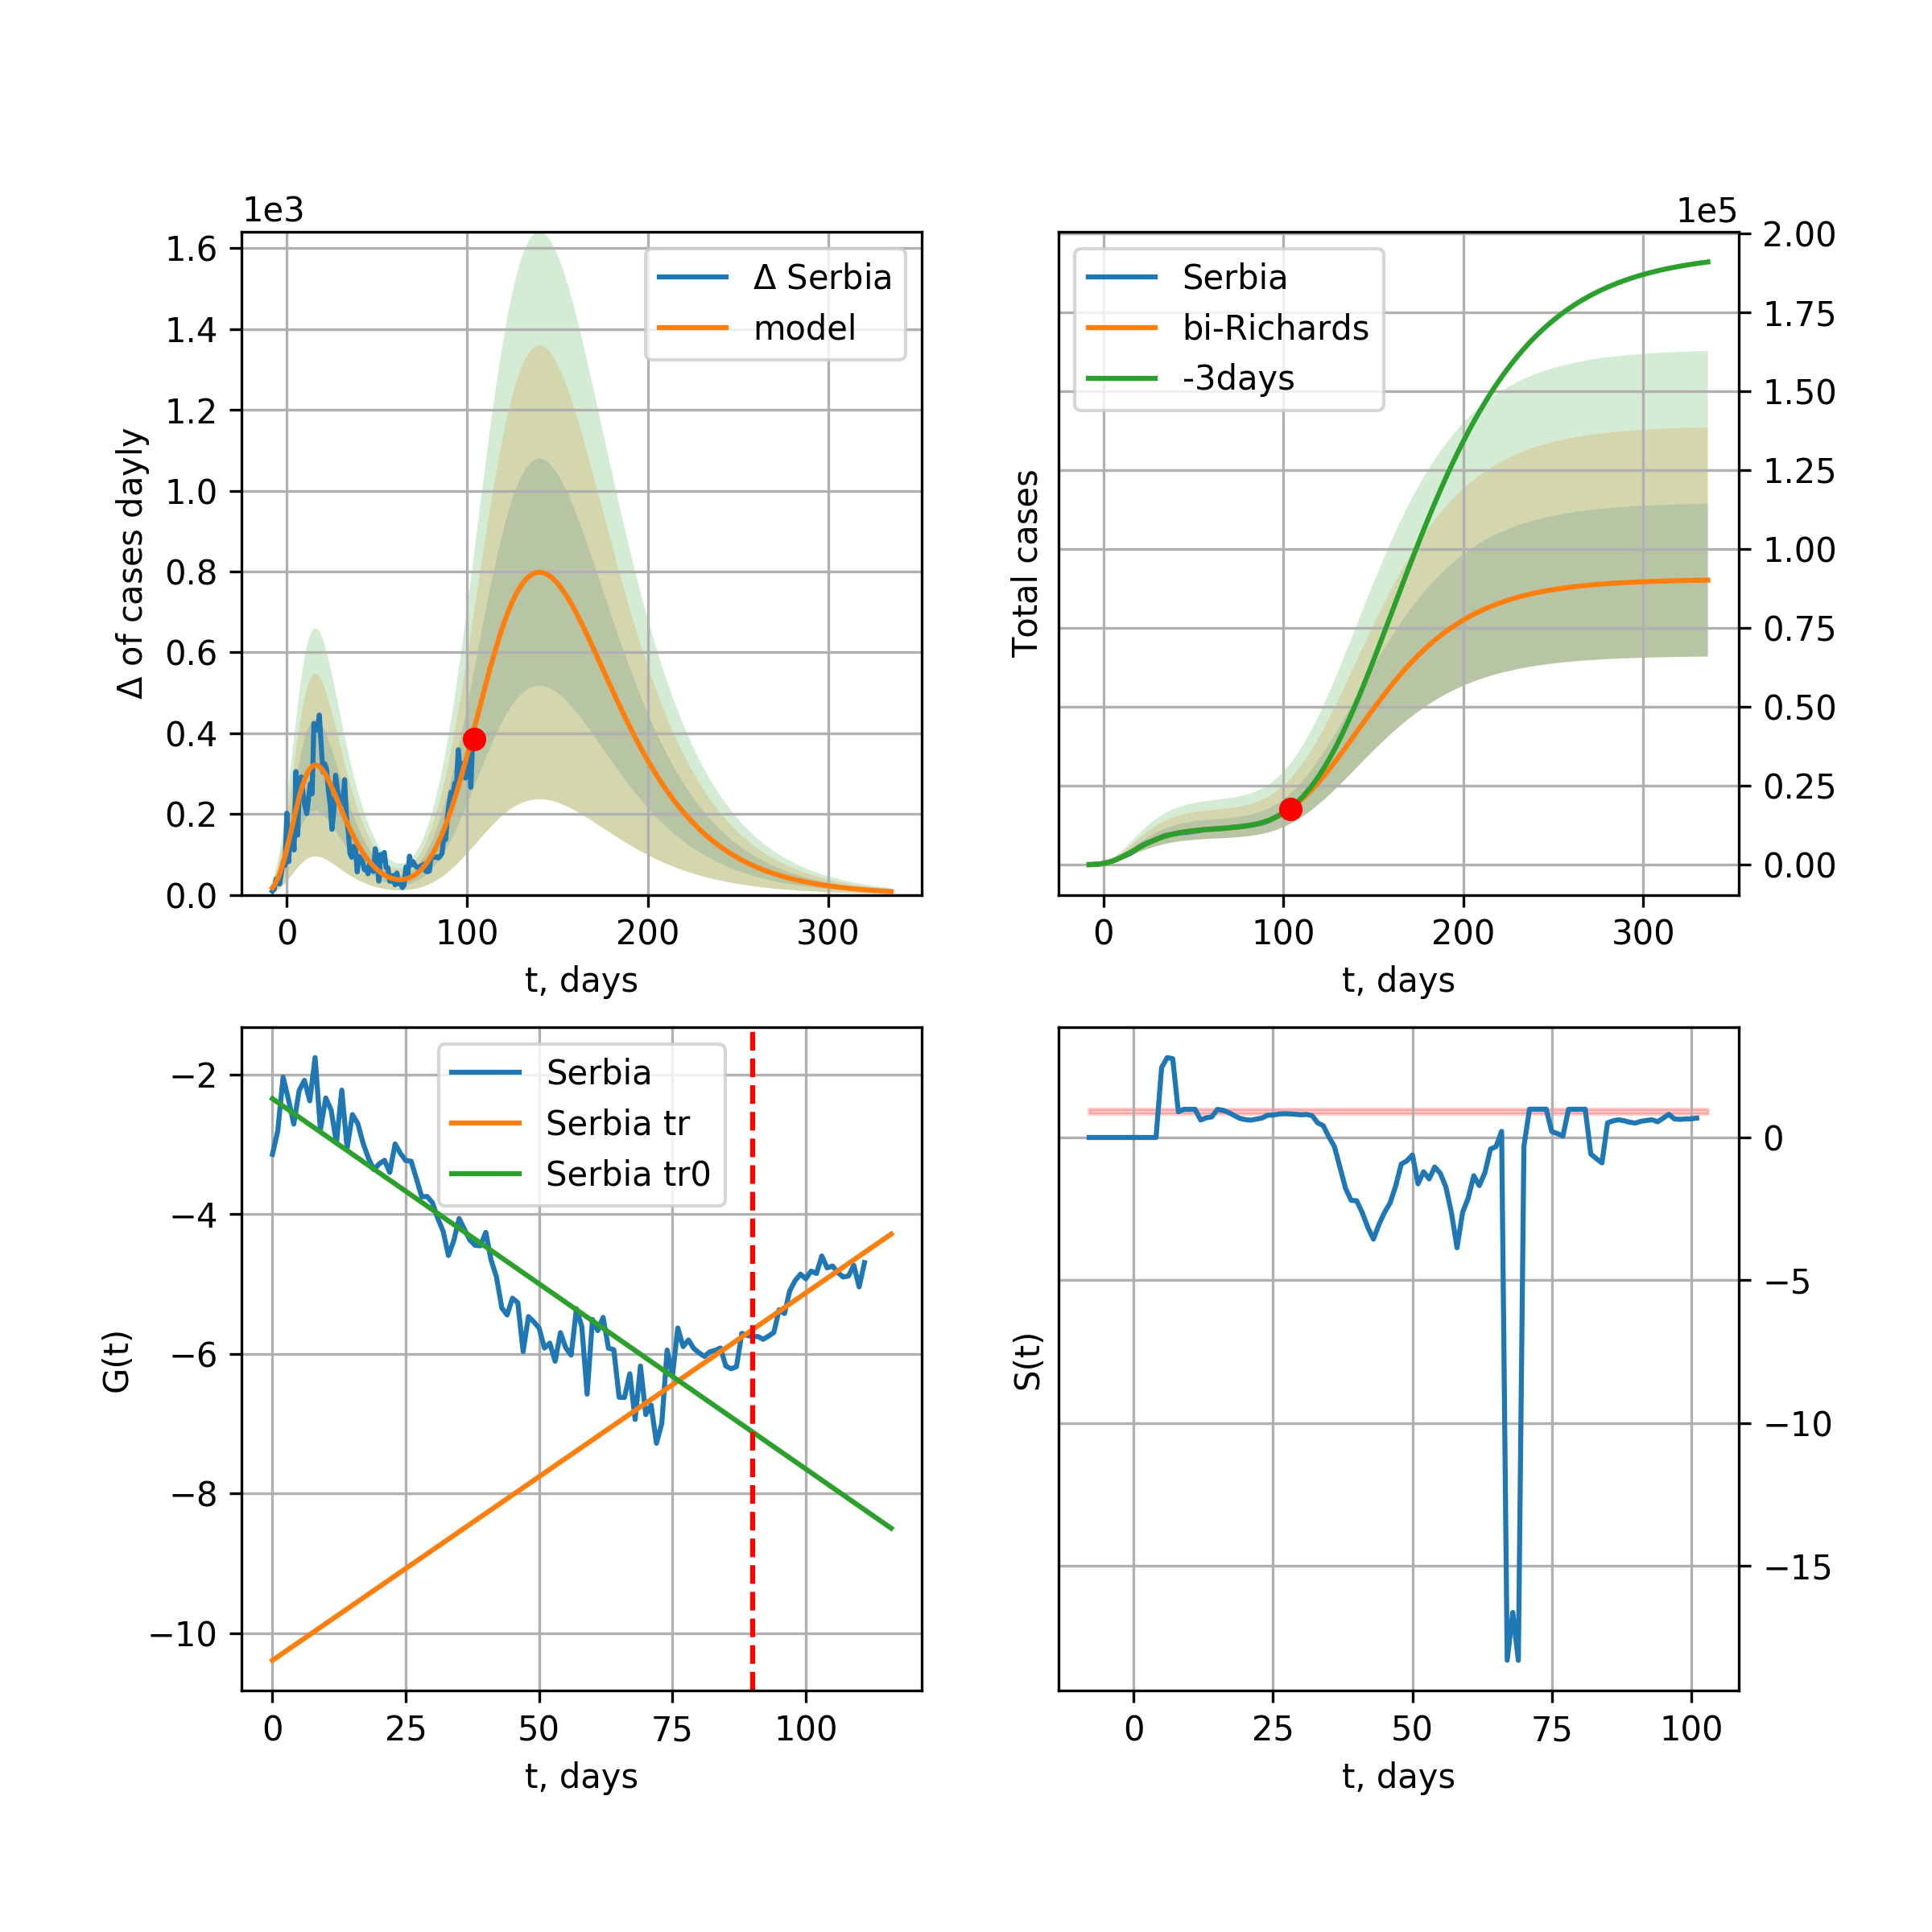 1e3
1.6
1.4
1.2
1.0
0.8
0.6
0.4
0.2
0.0
Δ of cases dayly
Δ Serbia
model
0 100 200 300
t, days
1e5
2.00
1.75
1.50
1.25
1.00
0.75
0.50
0.25
0.00
Total cases
Serbia
bi-Richards
-3days
0 100 200 300
t, days
−2
−4
−6
−8
−10
G(t)
Serbia
Serbia tr
Serbia tr0
0 25 50 75 100
t, days
0
−5
−10
−15
S(t)
0 25 50 75 100
t, days